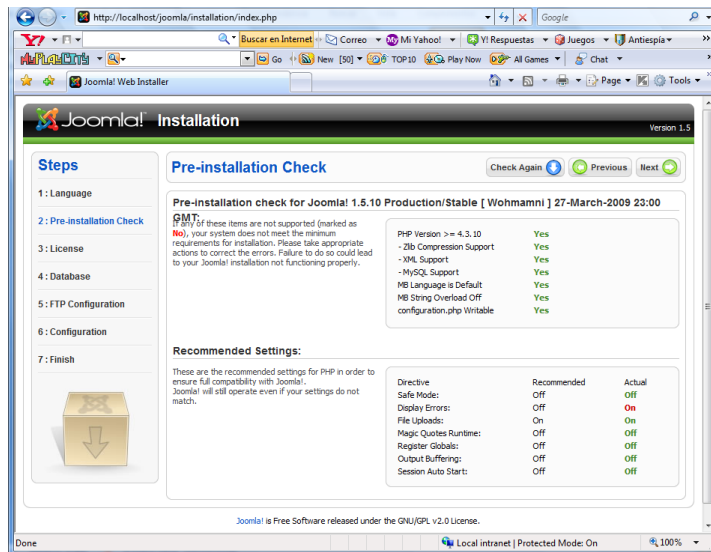 http://localhost/joomla/installation/index.php
Google
Y7
Buscar en Internet
Correo
Mi Yahoo!
Y! Respuestas
Juegos
Antiespía
Go
New [50]
TOP10
Play Now
All Games
Chat
Joomla! Web Installer
Page
Tools
Joomla! Installation
Version 1.5
Steps
1 : Language
2 : Pre-installation Check
3 : License
4 : Database
5 : FTP Configuration
6 : Configuration
7 : Finish
Pre-installation Check
Check Again
Previous
Next
Pre-installation check for Joomla! 1.5.10 Production/Stable [ Wohmamni ] 27-March-2009 23:00
GMT:
If any of these items are not supported (marked as
No), your system does not meet the minimum
requirements for installation. Please take appropriate
actions to correct the errors. Failure to do so could lead
to your Joomla! installation not functioning properly.
PHP Version >= 4.3.10 Yes
- Zlib Compression Support Yes
- XML Support Yes
- MySQL Support Yes
MB Language is Default Yes
MB String Overload Off Yes
configuration.php Writable Yes
Recommended Settings:
These are the recommended settings for PHP in order to
ensure full compatibility with Joomla!.
Joomla! will still operate even if your settings do not
match.
Directive Recommended Actual
Safe Mode: Off Off
Display Errors: Off On
File Uploads: On On
Magic Quotes Runtime: Off Off
Register Globals: Off Off
Output Buffering: Off Off
Session Auto Start: Off Off
Joomla! is Free Software released under the GNU/GPL v2.0 License.
Done
Local intranet | Protected Mode: On
100%